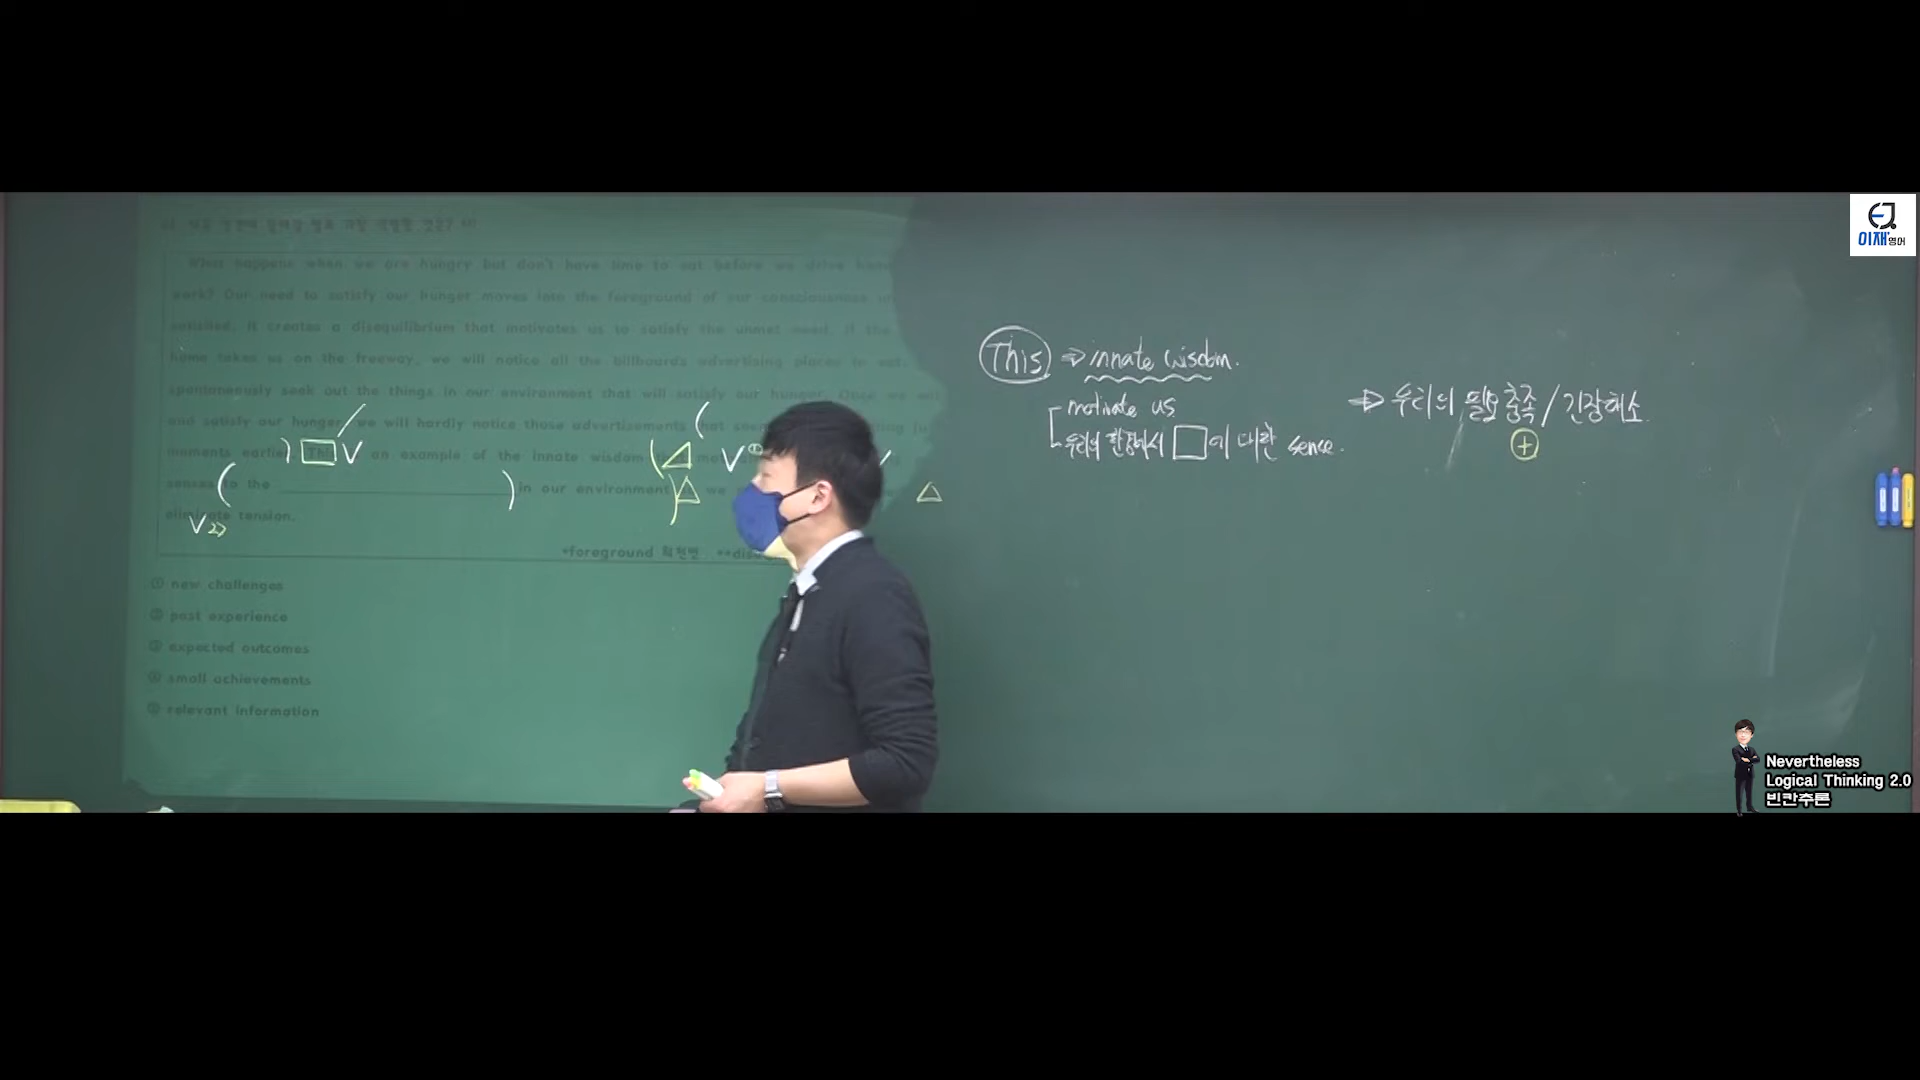 What happens when we are hungry but don't have time to eat before we drive home
work? Our need to satisfy our hunger moves into the foreground of our consciousness
satisfied, it creates a disequilibrium that motivates us to satisfy the unmet need. If the
home takes us on the freeway, we will notice all the billboards advertising places to eat.
spontaneously seek out the things in our environment that will satisfy our hunger. Once we
and satisfy our hunger, we will hardly notice those advertisements that
moments earlier. This V an example of the innate wisdom that
senses to the in our environment we
eliminate tension.
*foreground
① new challenges
② past experience
③ expected outcomes
④ small achievements
⑤ relevant information
This ⇒ innate wisdom.
motivate us
우리의 환경에서 □에 대한 sense.
⇒ 우리의 필요 충족 / 긴장해소.
+
EJ
이재영어
Nevertheless
Logical Thinking 2.0
빈칸추론